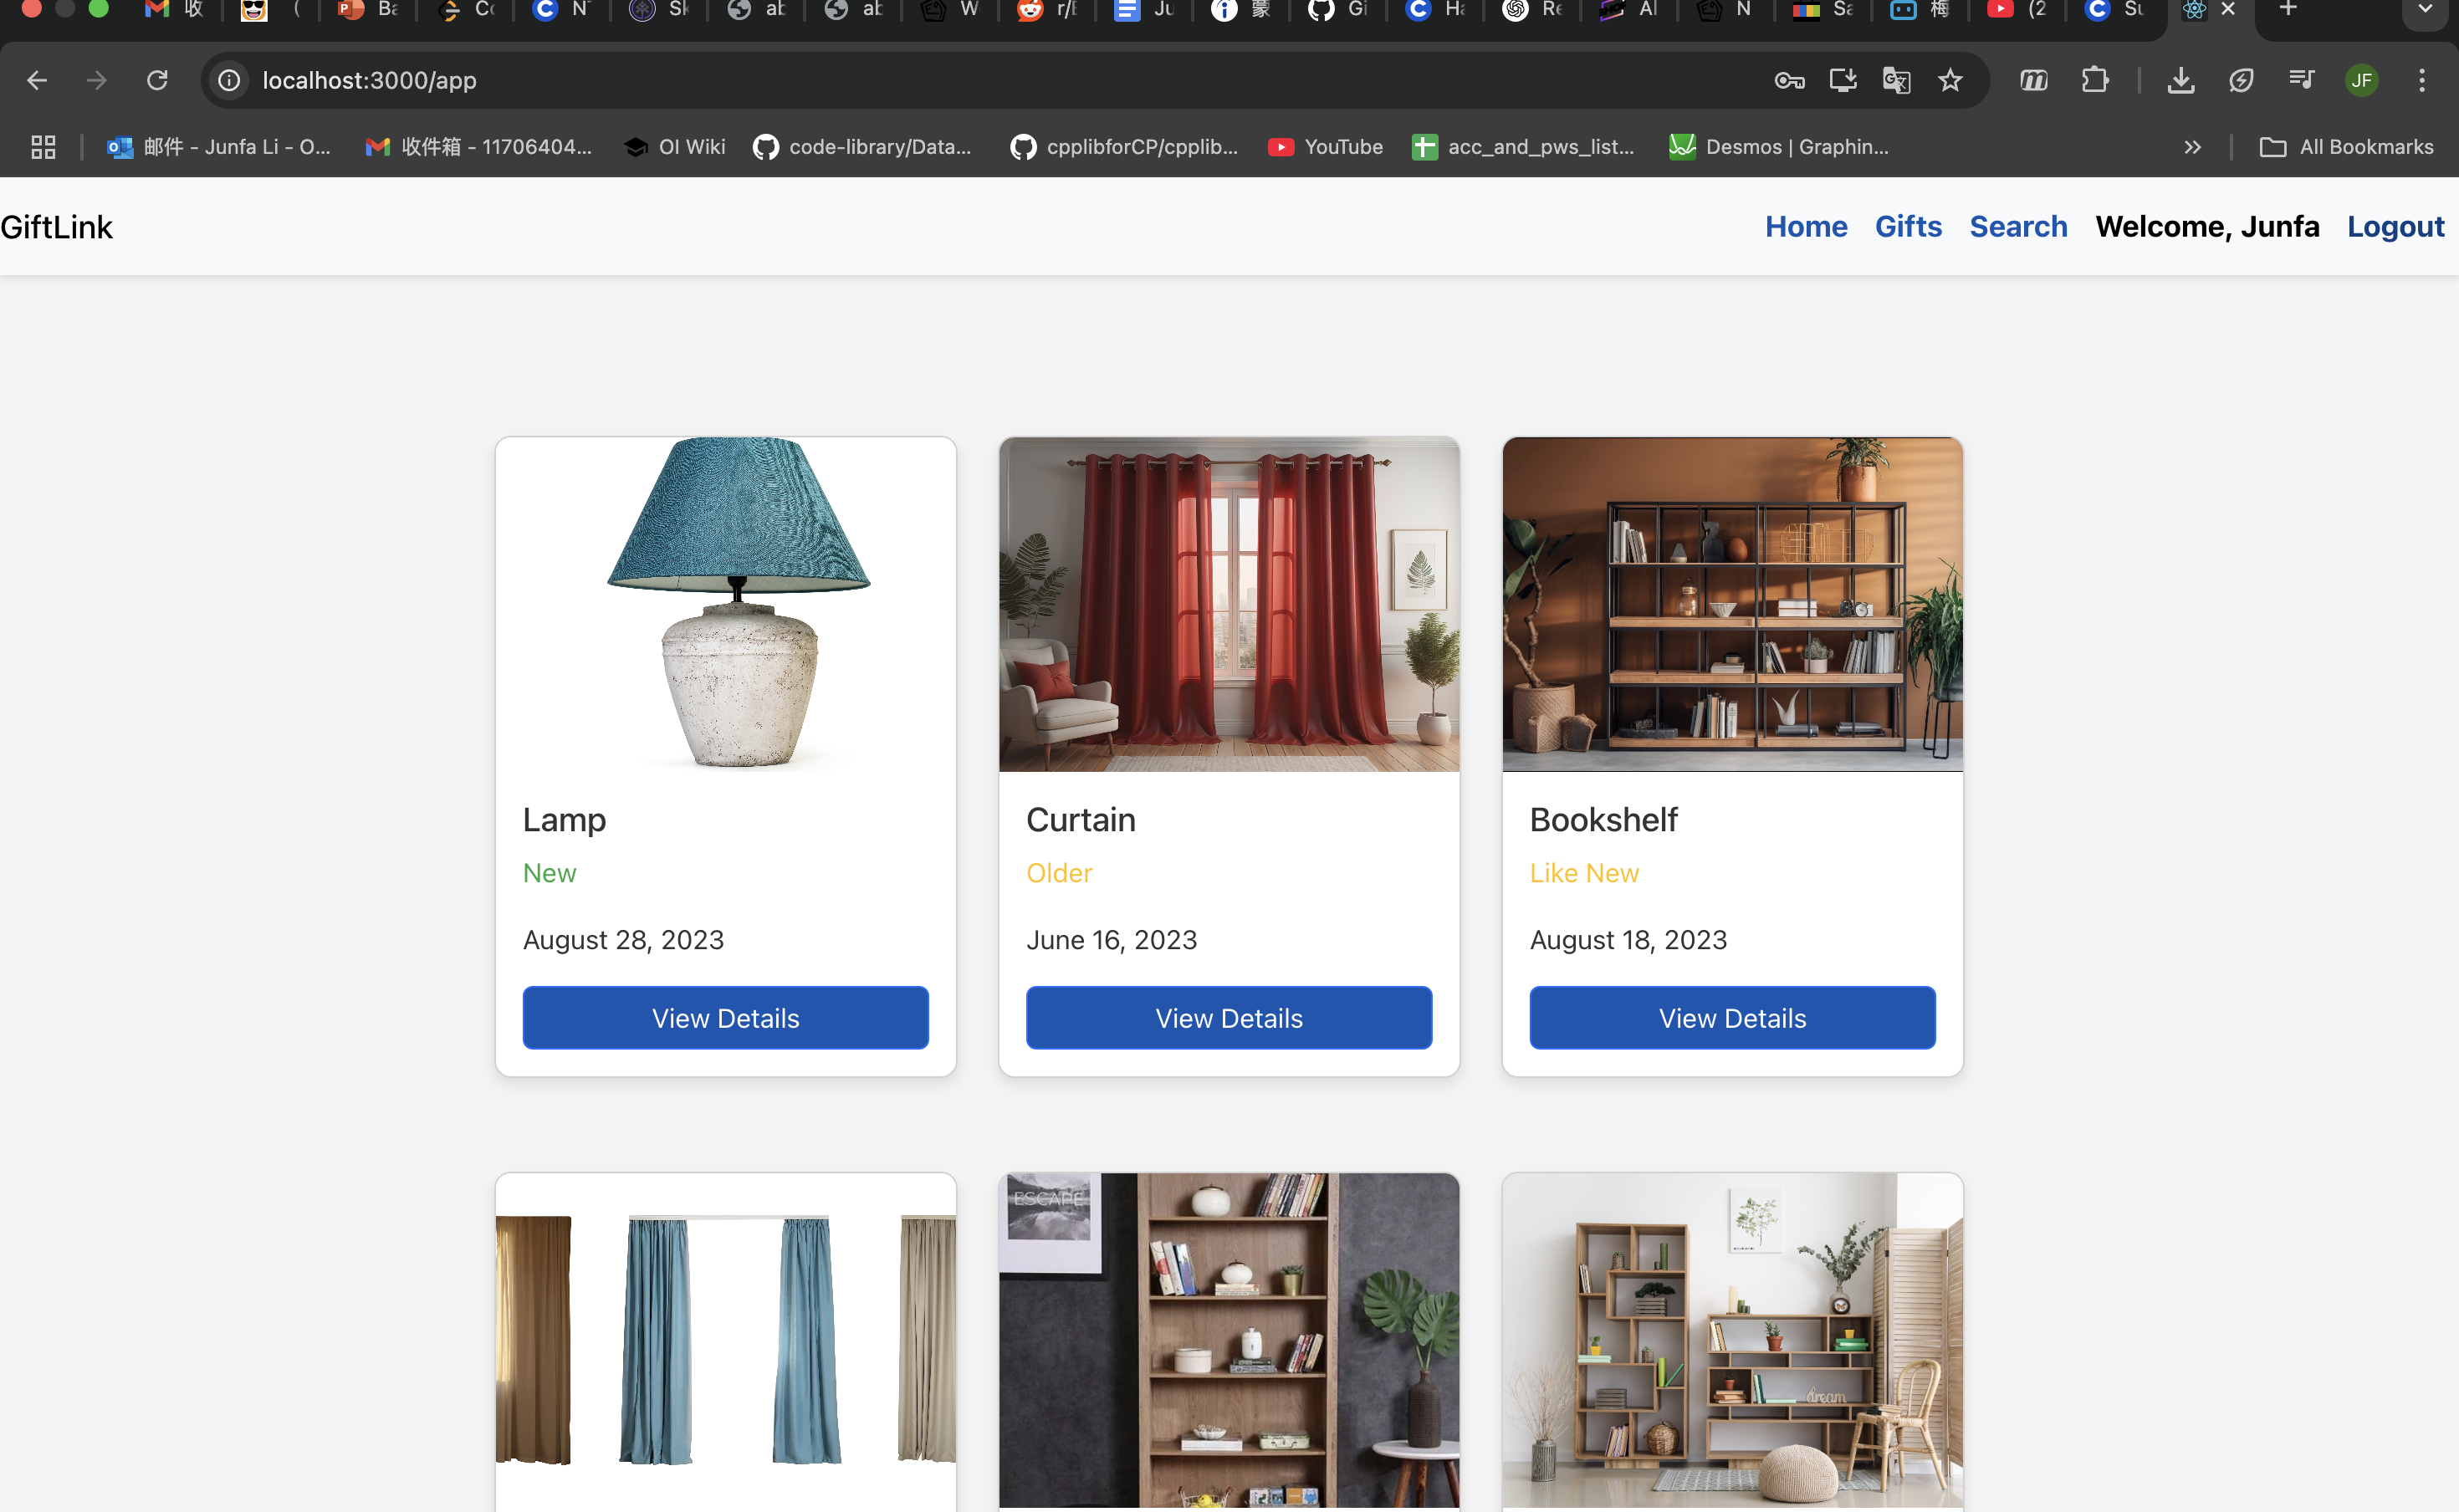 收 ( Ba Co N Sk ab ab W r/E Ju 蒙 Gi Ha Re AI N Sa 梅 (2 Su
localhost:3000/app
JF
邮件 - Junfa Li - O... 收件箱 - 11706404... OI Wiki code-library/Data... cpplibforCP/cpplib... YouTube acc_and_pws_list... Desmos | Graphin... All Bookmarks
GiftLink Home Gifts Search Welcome, Junfa Logout
Lamp
New
August 28, 2023
View Details
Curtain
Older
June 16, 2023
View Details
Bookshelf
Like New
August 18, 2023
View Details
ESCAPE
dream